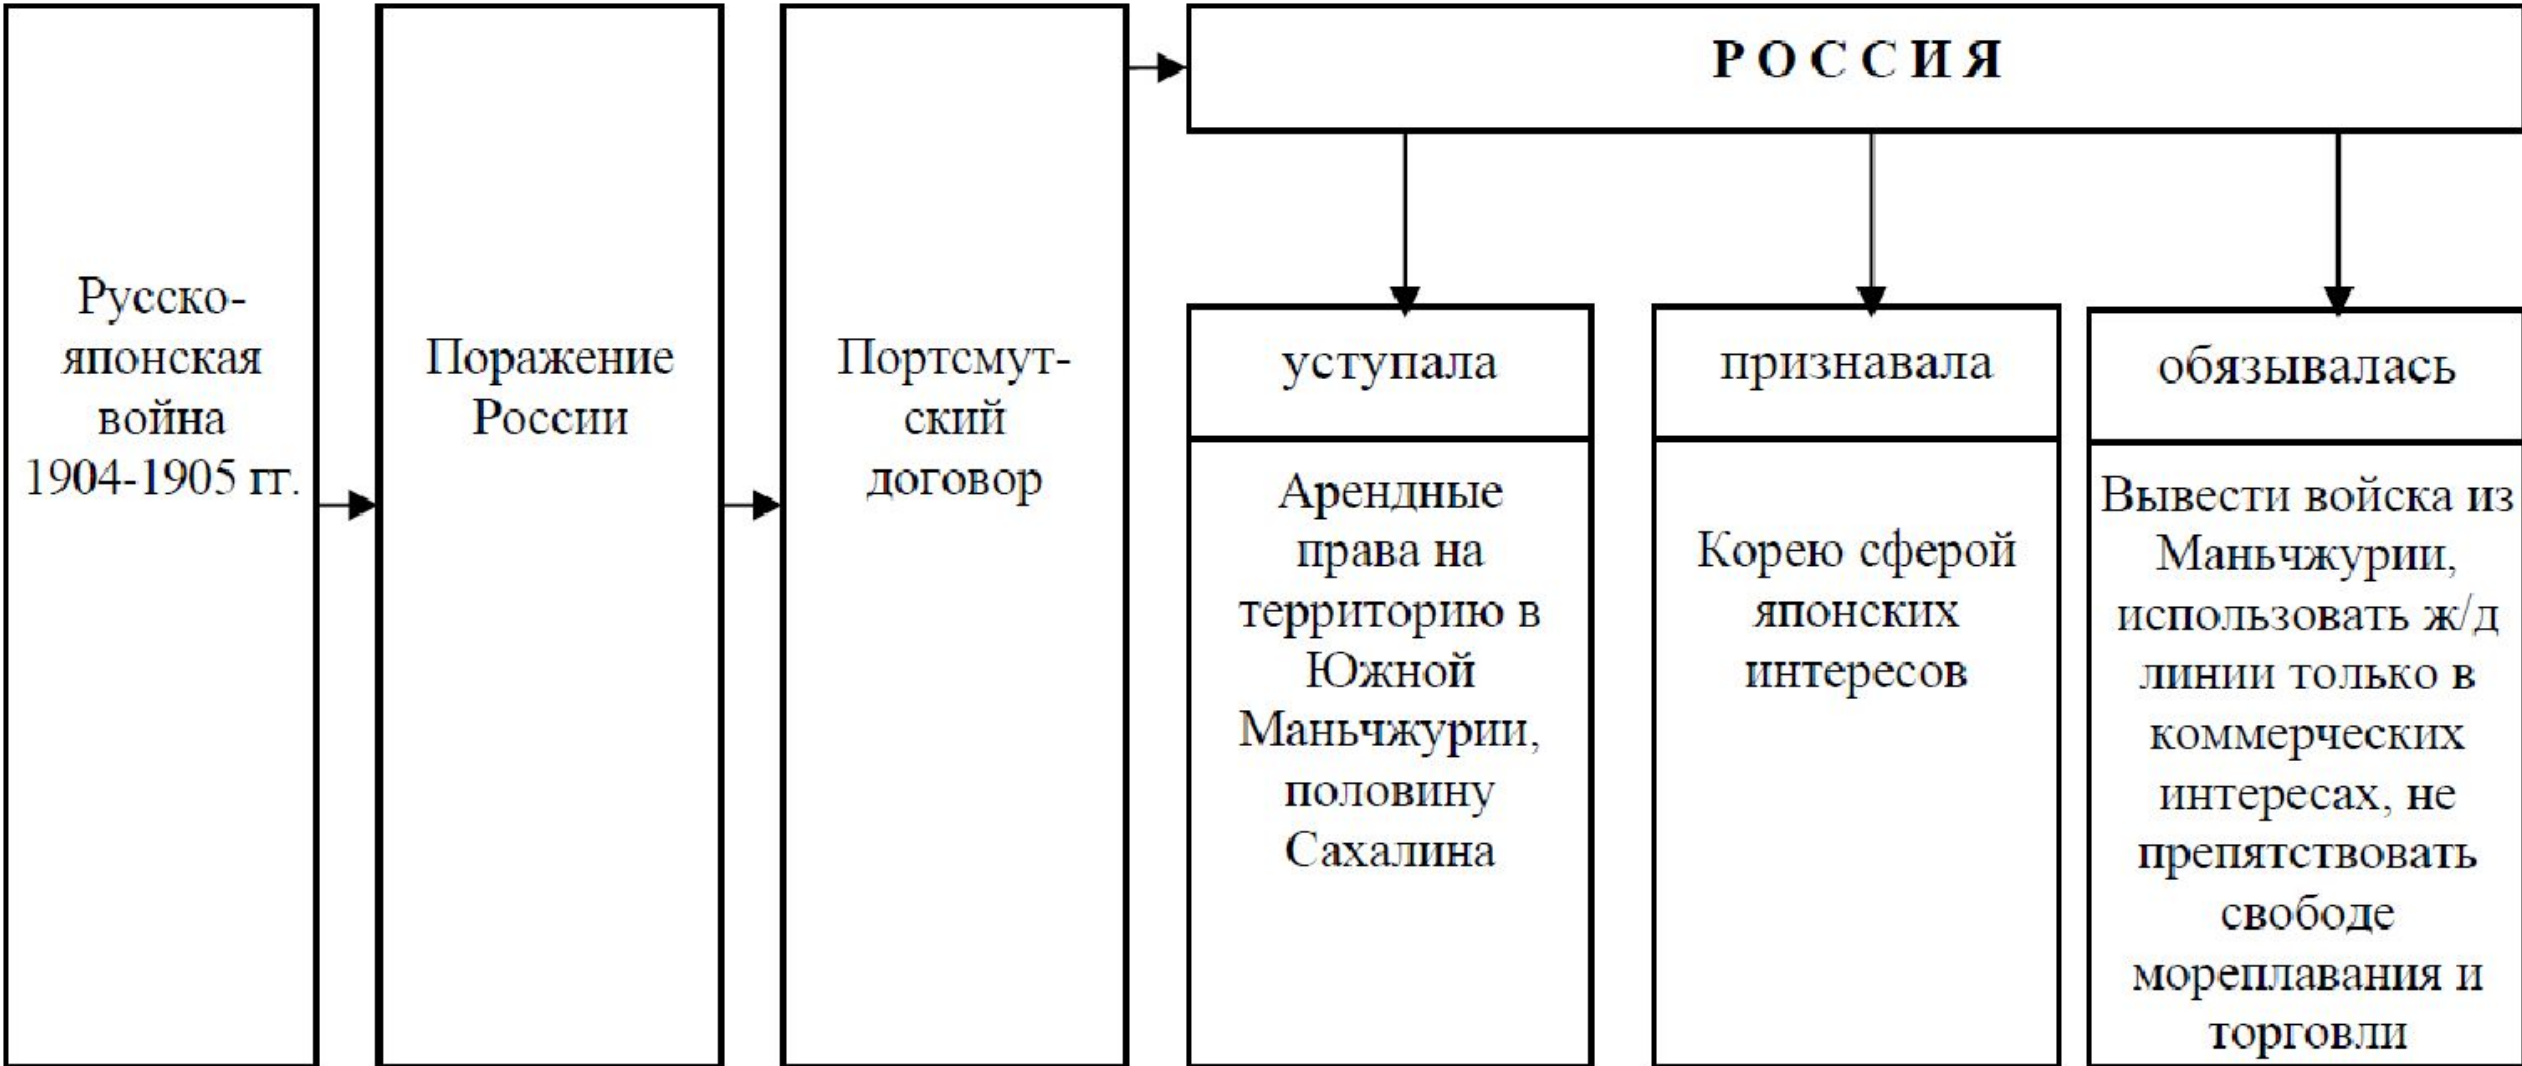 Русско-
японская
война
1904-1905 гг.
Поражение
России
Портсмут-
ский
договор
РОССИЯ
уступала
Арендные
права на
территорию в
Южной
Маньчжурии,
половину
Сахалина
признавала
Корею сферой
японских
интересов
обязывалась
Вывести войска из
Маньчжурии,
использовать ж/д
линии только в
коммерческих
интересах, не
препятствовать
свободе
мореплавания и
торговли